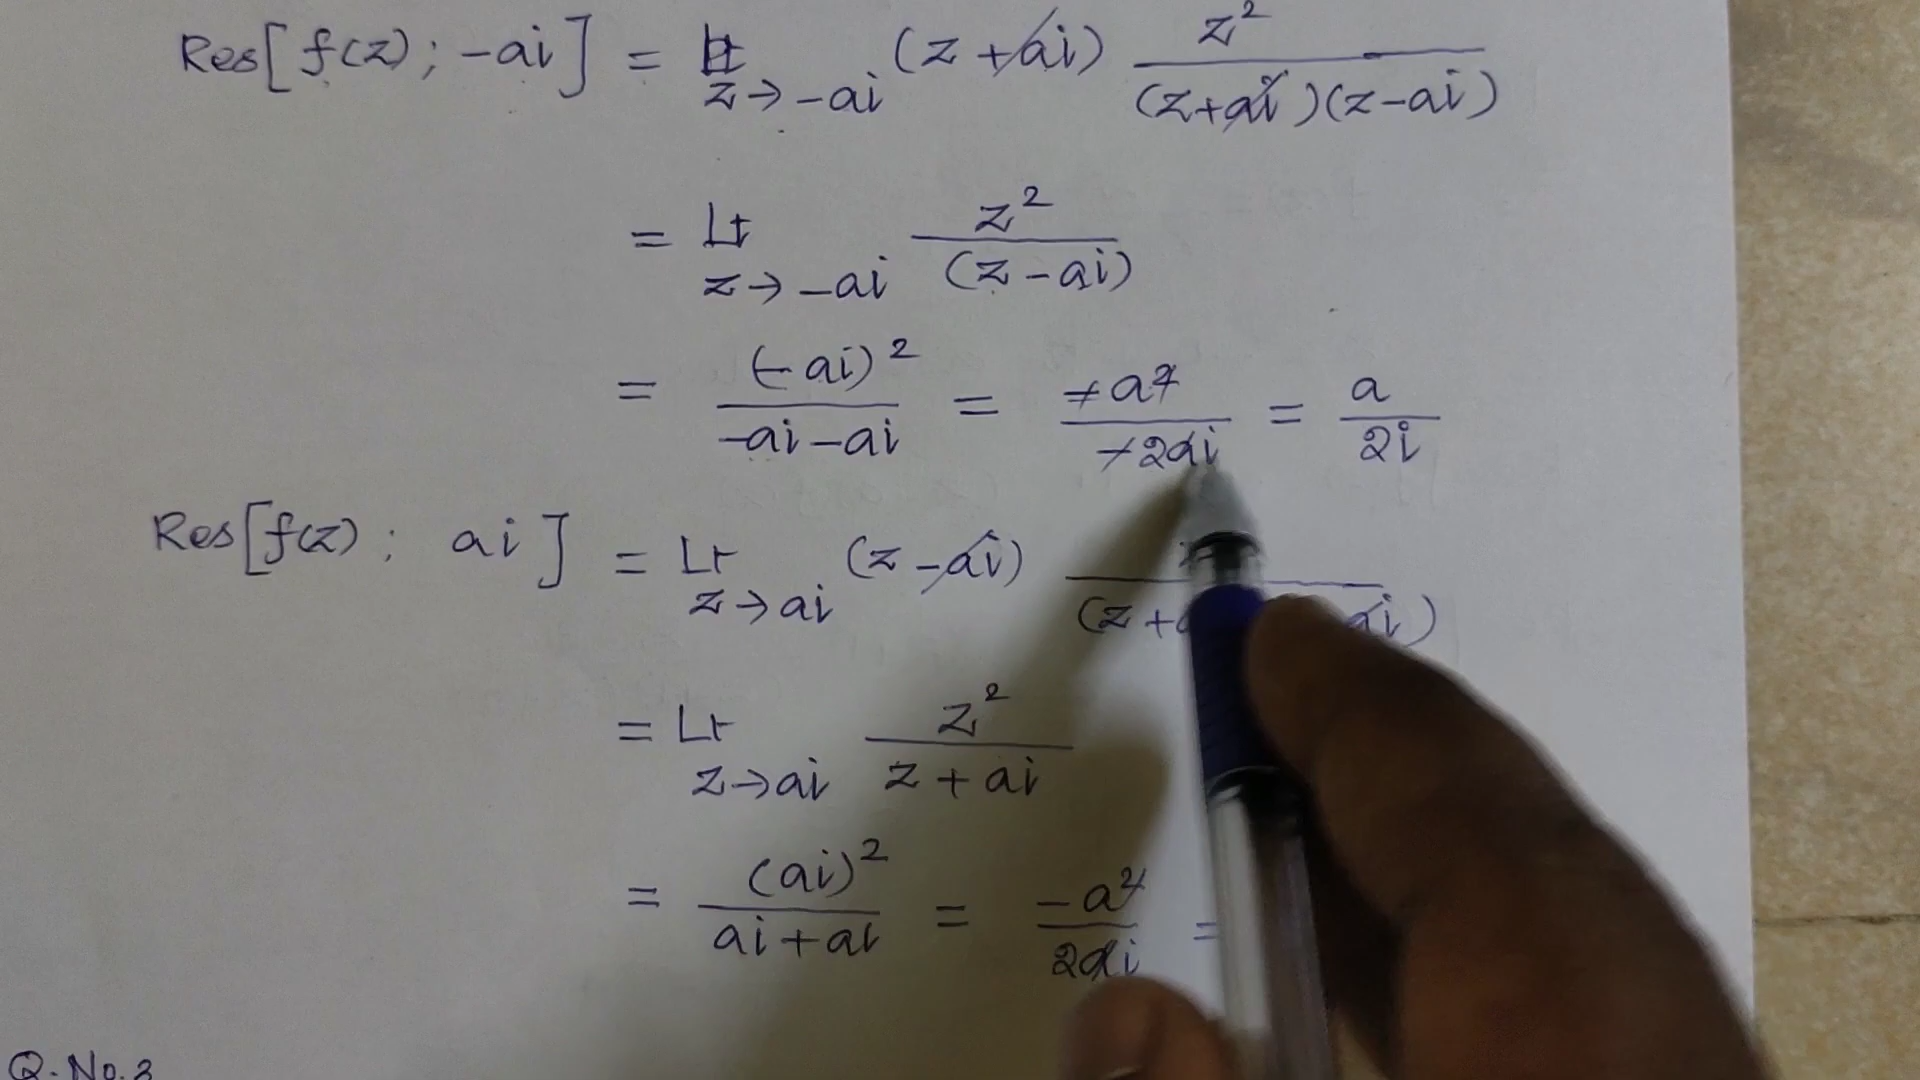 Res[f(z); -ai] = Lt z→-ai (z+ai) z² / (z+ai)(z-ai)
= Lt z→-ai z² / (z-ai)
= (-ai)² / -ai-ai = -a² / -2ai = a / 2i
Res[f(z); ai] = Lt z→ai (z-ai) / (z+ ai)
= Lt z→ai z² / z+ai
= (ai)² / ai+ai = -a² / 2ai =
Q.No.3